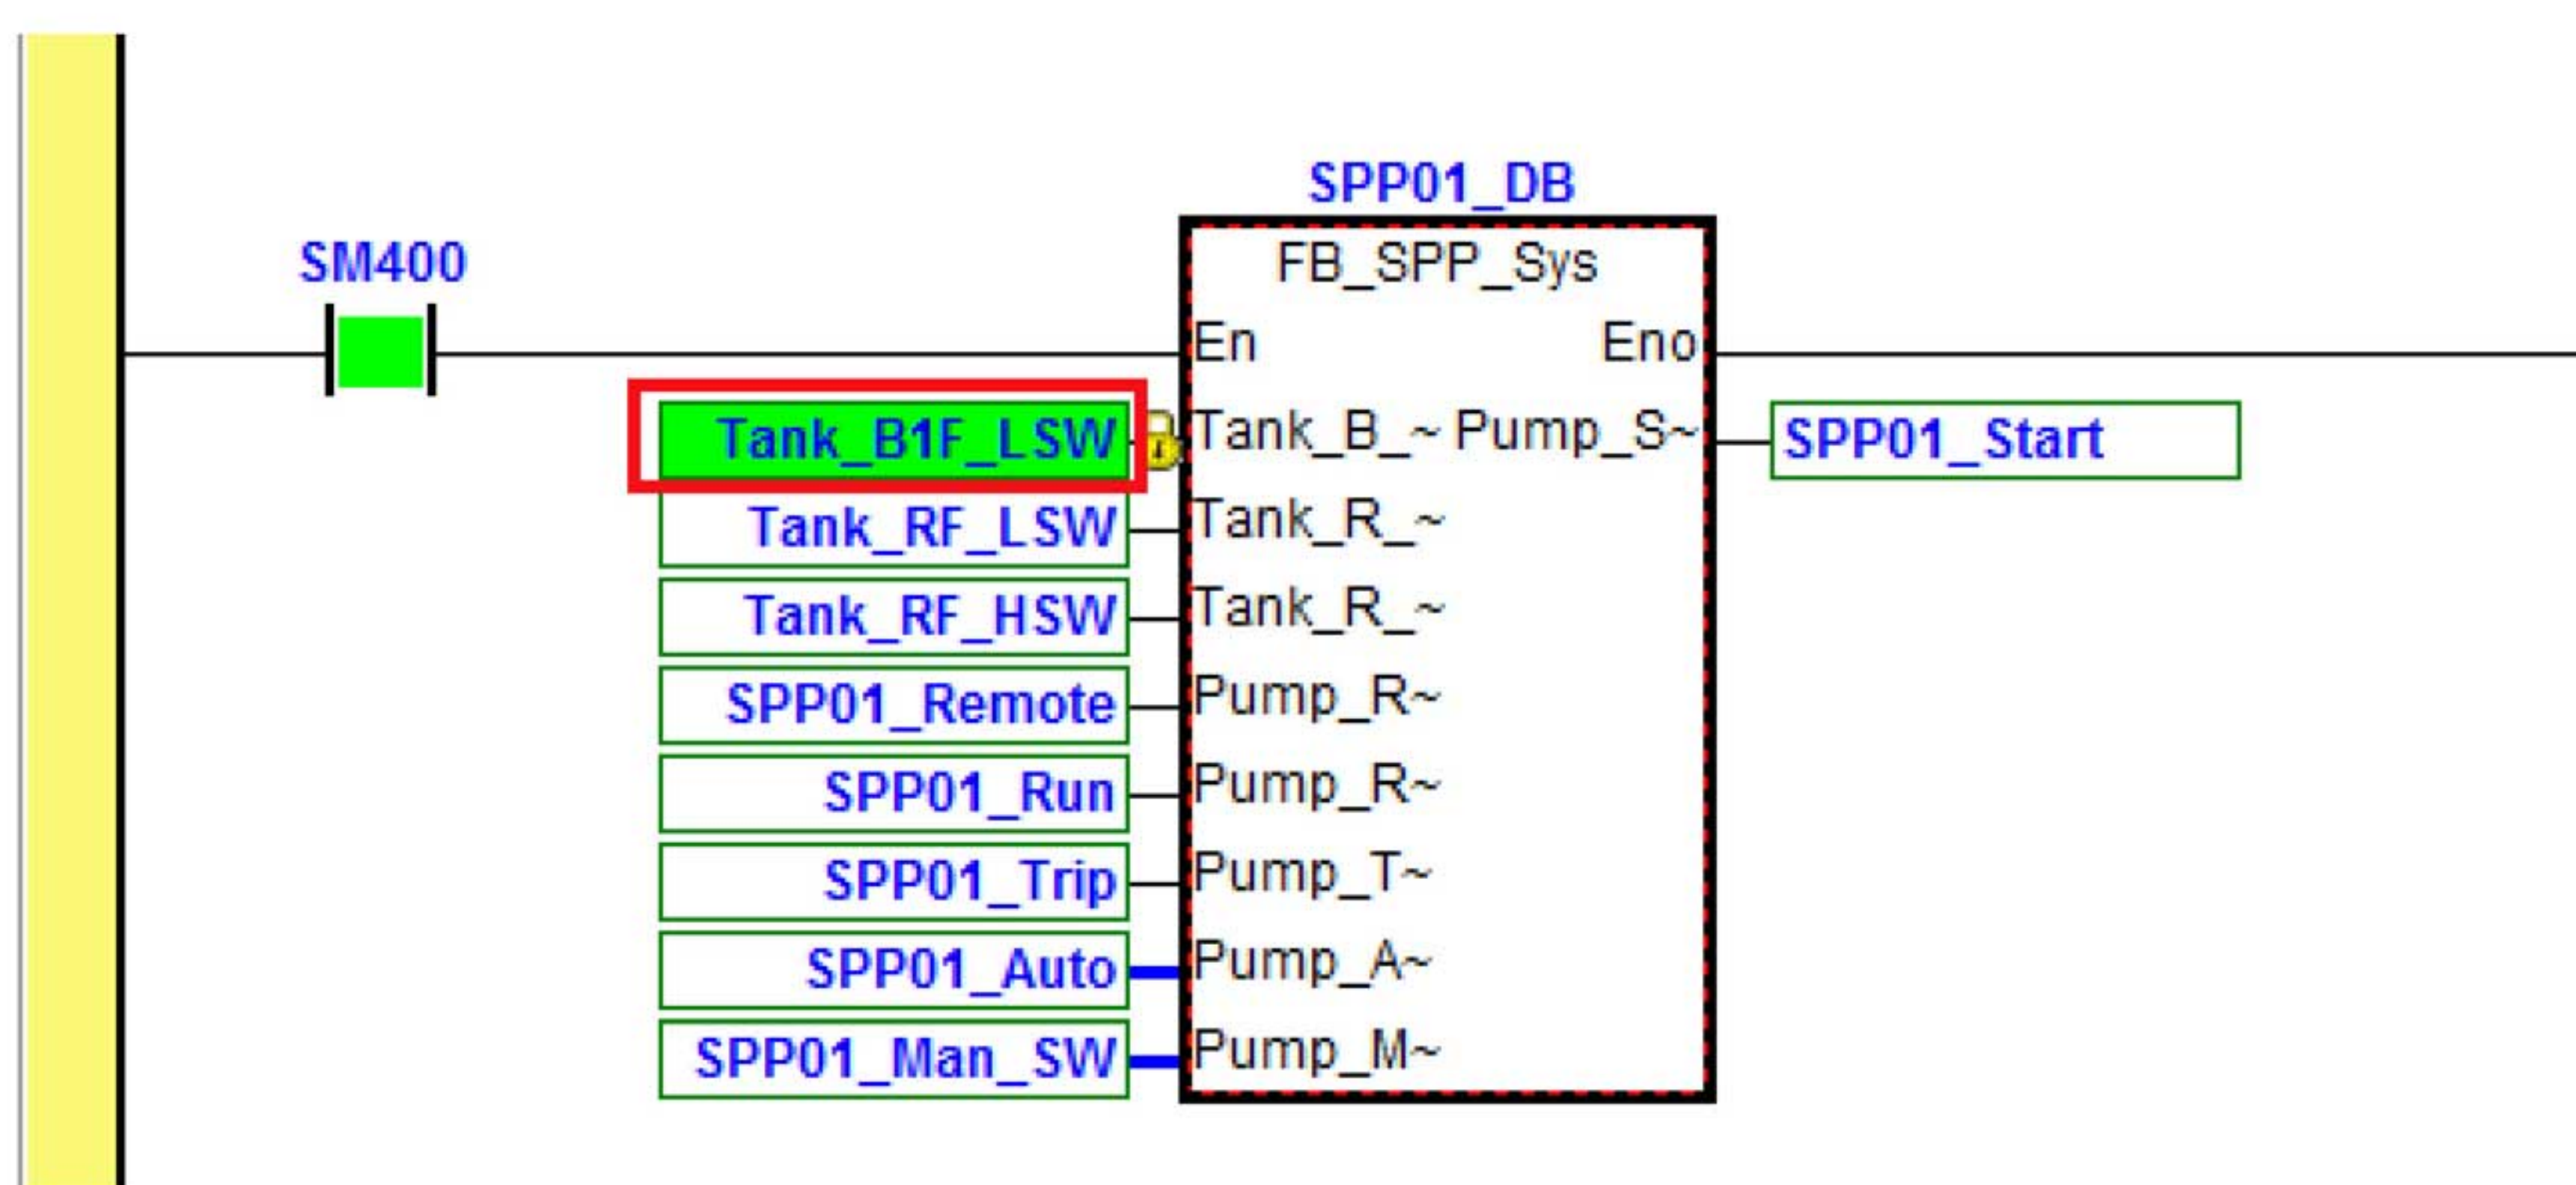 SPP01_DB
SM400
FB_SPP_Sys
En Eno
Tank_B1F_LSW Tank_B_~ Pump_S~ SPP01_Start
Tank_RF_LSW Tank_R_~
Tank_RF_HSW Tank_R_~
SPP01_Remote Pump_R~
SPP01_Run Pump_R~
SPP01_Trip Pump_T~
SPP01_Auto Pump_A~
SPP01_Man_SW Pump_M~